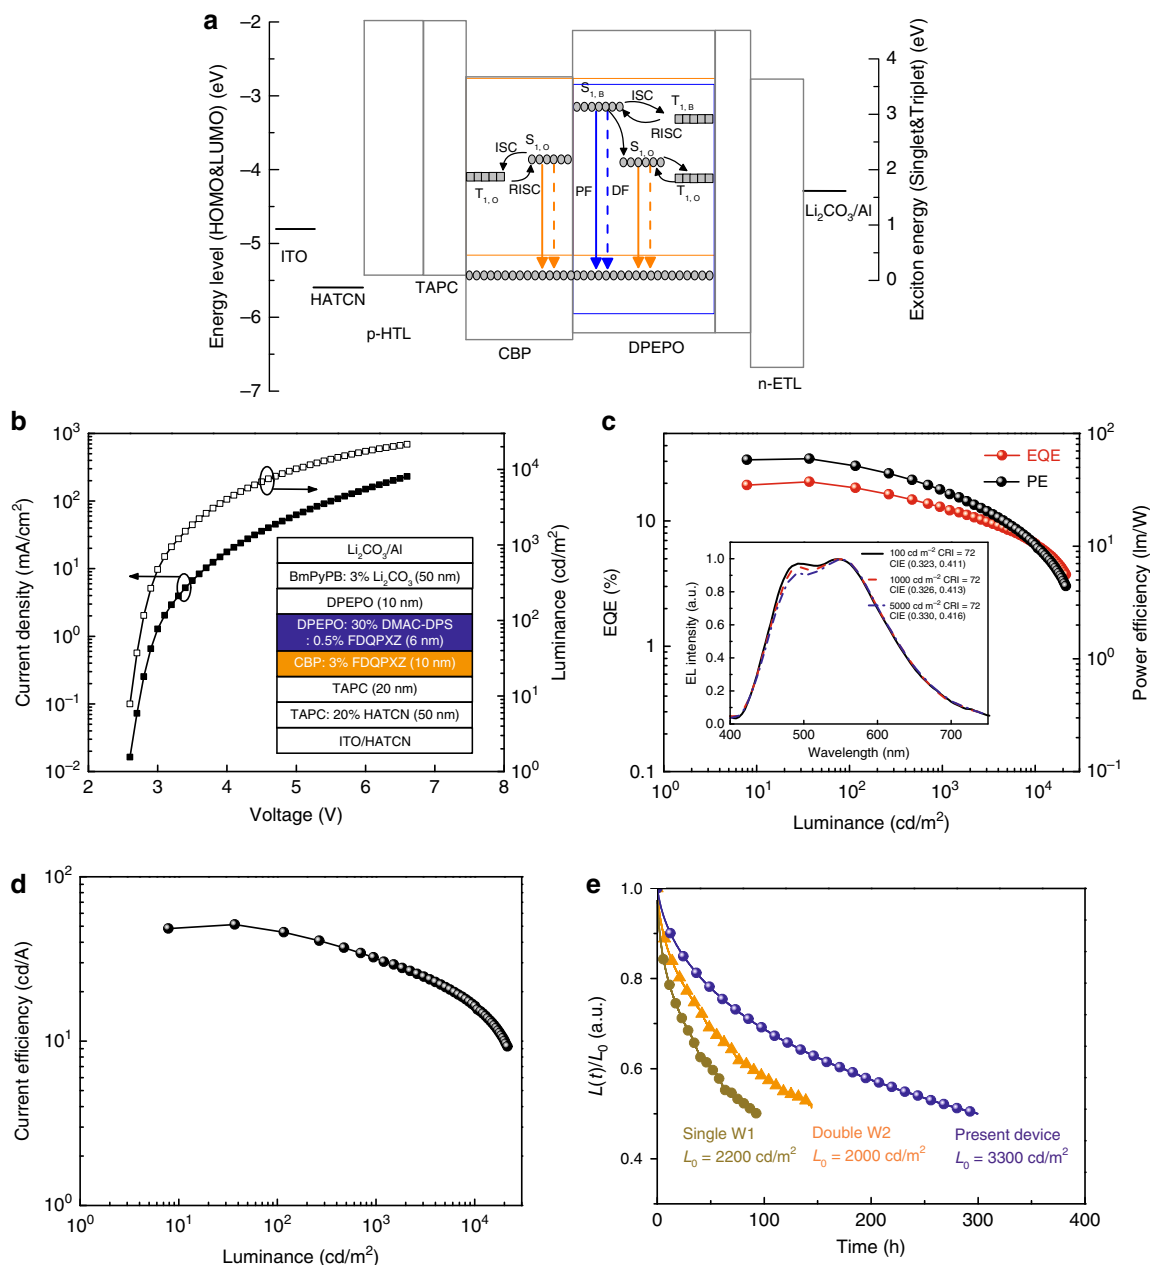 a
Energy level (HOMO&LUMO) (eV)
−2
−3
−4
−5
−6
−7
ITO
HATCN
p-HTL
TAPC
CBP
DPEPO
n-ETL
Li2CO3/Al
ISC
S1,O
T1,O
RISC
S1,B
ISC
T1,B
RISC
S1,O
T1,O
PF
DF
4
3
2
1
0
Exciton energy (Singlet&Triplet) (eV)
b
Current density (mA/cm2)
10^3
10^2
10^1
10^0
10^−1
10^−2
2
3
4
5
6
7
8
Voltage (V)
10^4
10^3
10^2
10^1
10^0
Luminance (cd/m2)
Li2CO3/Al
BmPyPB: 3% Li2CO3 (50 nm)
DPEPO (10 nm)
DPEPO: 30% DMAC-DPS
: 0.5% FDQPXZ (6 nm)
CBP: 3% FDQPXZ (10 nm)
TAPC (20 nm)
TAPC: 20% HATCN (50 nm)
ITO/HATCN
c
EQE (%)
10
1
0.1
10^0
10^1
10^2
10^3
10^4
Luminance (cd/m2)
10^2
10^1
10^0
10^−1
Power efficiency (lm/W)
EQE
PE
EL intensity (a.u.)
1.0
0.8
0.6
0.4
0.2
0.0
400
500
600
700
Wavelength (nm)
100 cd m−2 CRI = 72
CIE (0.323, 0.411)
1000 cd m−2 CRI = 72
CIE (0.326, 0.413)
5000 cd m−2 CRI = 72
CIE (0.330, 0.416)
d
Current efficiency (cd/A)
10^2
10^1
10^0
10^0
10^1
10^2
10^3
10^4
Luminance (cd/m2)
e
L(t)/L0 (a.u.)
1.0
0.8
0.6
0.4
0
100
200
300
400
Time (h)
Single W1
L0 = 2200 cd/m2
Double W2
L0 = 2000 cd/m2
Present device
L0 = 3300 cd/m2